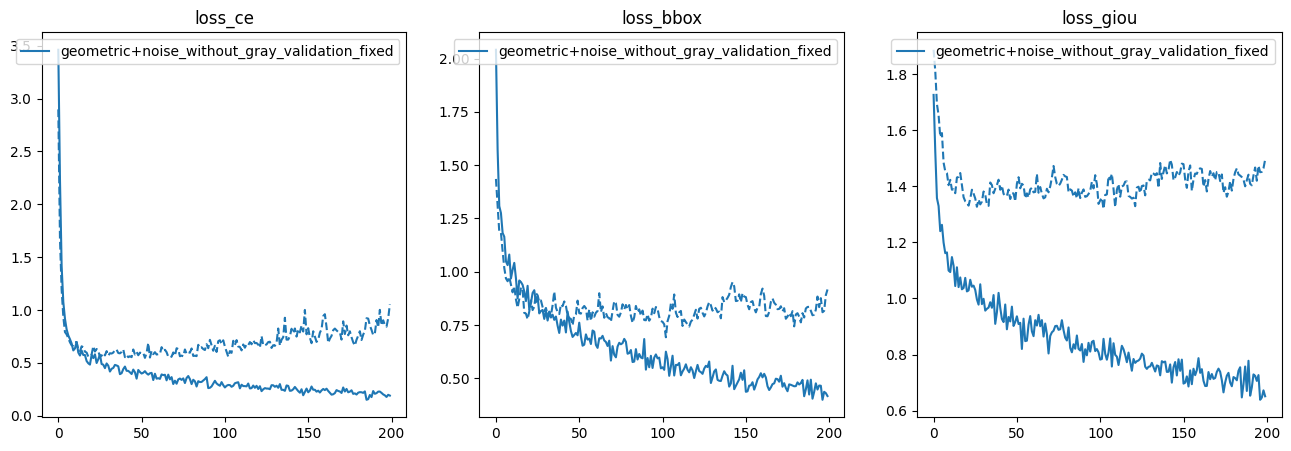 loss_ce
geometric+noise_without_gray_validation_fixed
3.5
3.0
2.5
2.0
1.5
1.0
0.5
0.0
0 50 100 150 200
loss_bbox
geometric+noise_without_gray_validation_fixed
2.00
1.75
1.50
1.25
1.00
0.75
0.50
0 50 100 150 200
loss_giou
geometric+noise_without_gray_validation_fixed
1.8
1.6
1.4
1.2
1.0
0.8
0.6
0 50 100 150 200